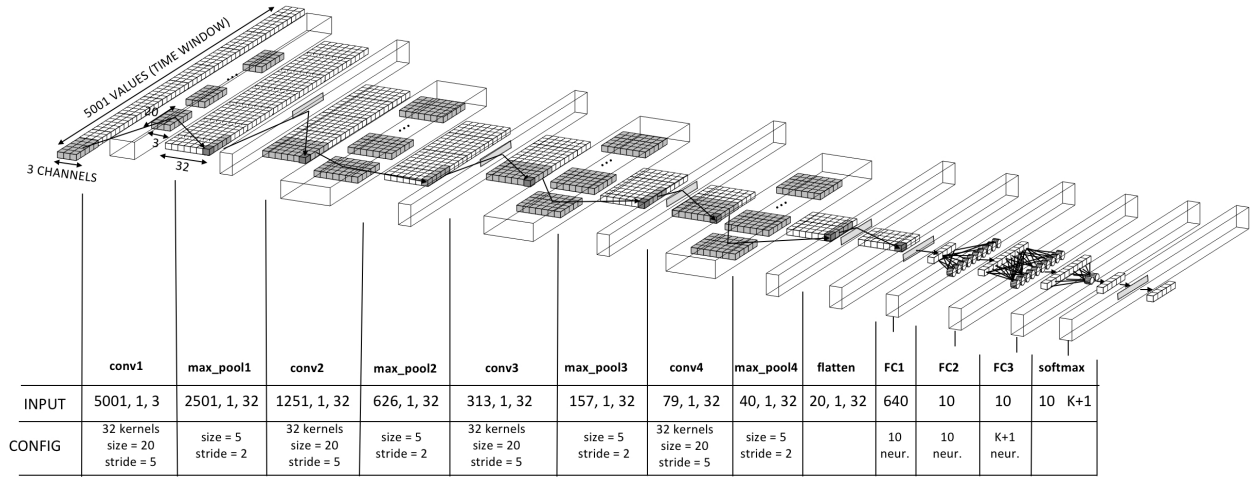 5001 VALUES (TIME WINDOW)
20
3
32
3 CHANNELS
conv1 max_pool1 conv2 max_pool2 conv3 max_pool3 conv4 max_pool4 flatten FC1 FC2 FC3 softmax
INPUT 5001, 1, 3 2501, 1, 32 1251, 1, 32 626, 1, 32 313, 1, 32 157, 1, 32 79, 1, 32 40, 1, 32 20, 1, 32 640 10 10 10 K+1
CONFIG
32 kernels
size = 20
stride = 5
size = 5
stride = 2
32 kernels
size = 20
stride = 5
size = 5
stride = 2
32 kernels
size = 20
stride = 5
size = 5
stride = 2
32 kernels
size = 20
stride = 5
size = 5
stride = 2
10
neur.
10
neur.
K+1
neur.